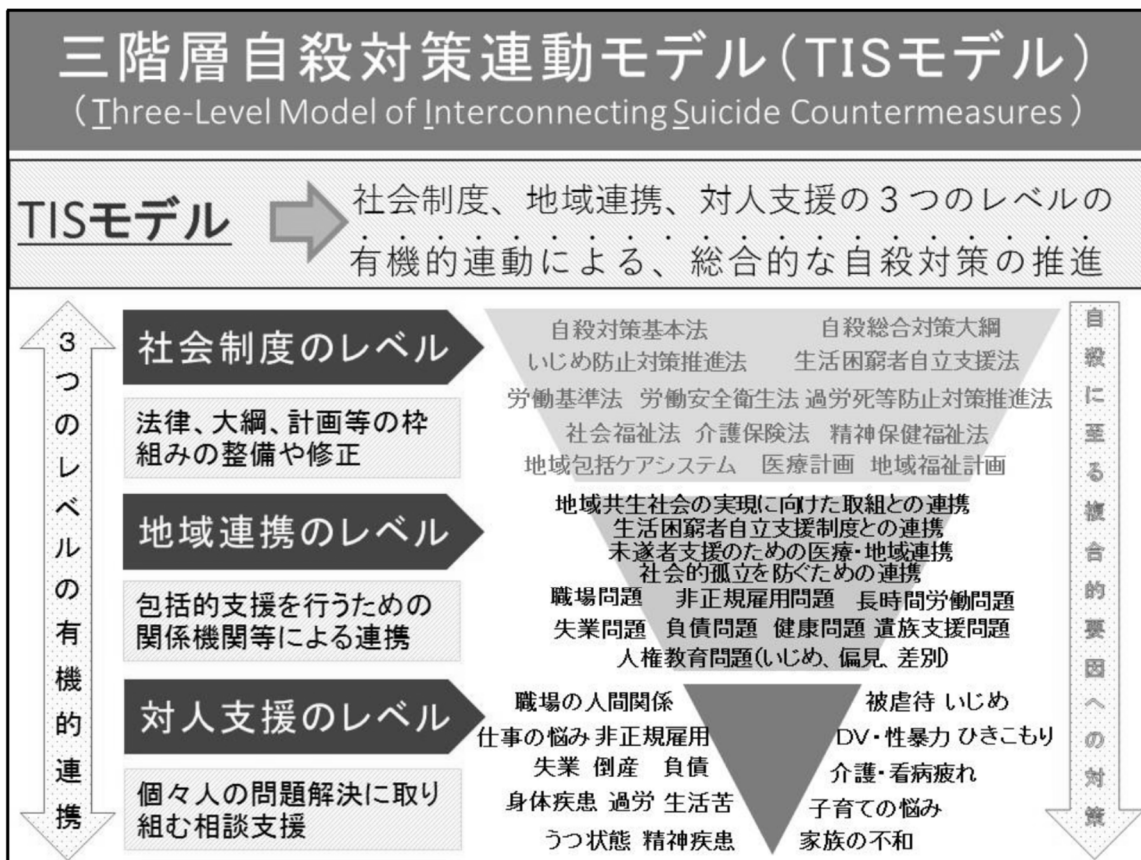 三階層自殺対策連動モデル(TISモデル)
(Three-Level Model of Interconnecting Suicide Countermeasures)
TISモデル
社会制度、地域連携、対人支援の3つのレベルの
有機的連動による、総合的な自殺対策の推進
3つのレベルの有機的連携
社会制度のレベル
法律、大綱、計画等の枠
組みの整備や修正
自殺対策基本法 自殺総合対策大綱
いじめ防止対策推進法 生活困窮者自立支援法
労働基準法 労働安全衛生法 過労死等防止対策推進法
社会福祉法 介護保険法 精神保健福祉法
地域包括ケアシステム 医療計画 地域福祉計画
地域連携のレベル
包括的支援を行うための
関係機関等による連携
地域共生社会の実現に向けた取組との連携
生活困窮者自立支援制度との連携
未遂者支援のための医療・地域連携
社会的孤立を防ぐための連携
職場問題 非正規雇用問題 長時間労働問題
失業問題 負債問題 健康問題 遺族支援問題
人権教育問題(いじめ、偏見、差別)
対人支援のレベル
個々人の問題解決に取り
組む相談支援
職場の人間関係 被虐待 いじめ
仕事の悩み 非正規雇用 DV・性暴力 ひきこもり
失業 倒産 負債 介護・看病疲れ
身体疾患 過労 生活苦 子育ての悩み
うつ状態 精神疾患 家族の不和
自殺に至る複合的要因への対策